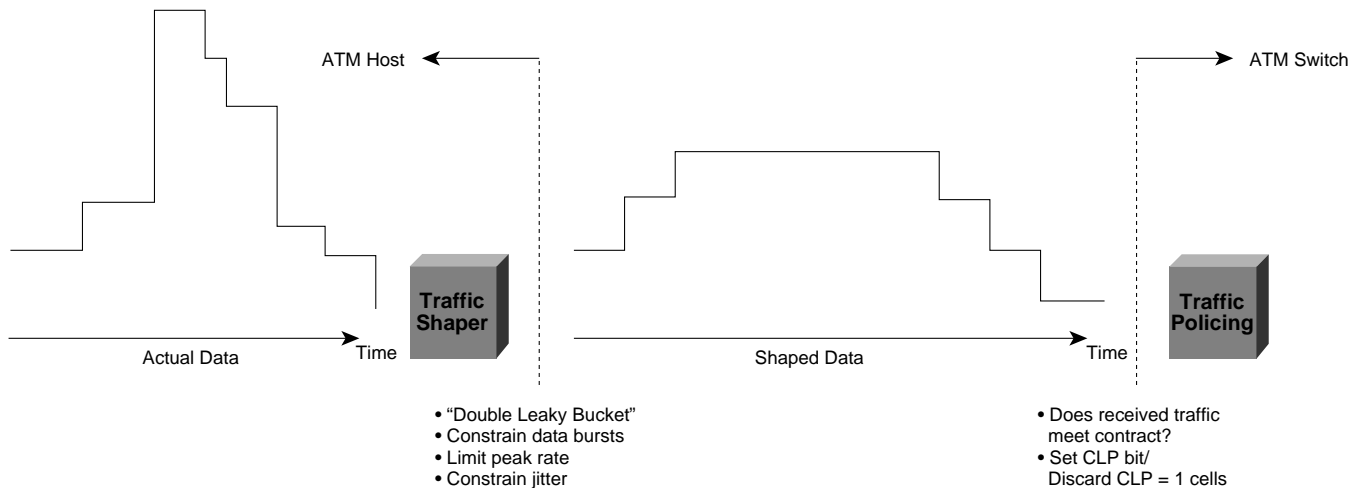 ATM Host
ATM Switch
Traffic
Shaper
Traffic
Policing
Time
Actual Data
Time
Shaped Data
• “Double Leaky Bucket”
• Constrain data bursts
• Limit peak rate
• Constrain jitter
• Does received traffic
meet contract?
• Set CLP bit/
Discard CLP = 1 cells